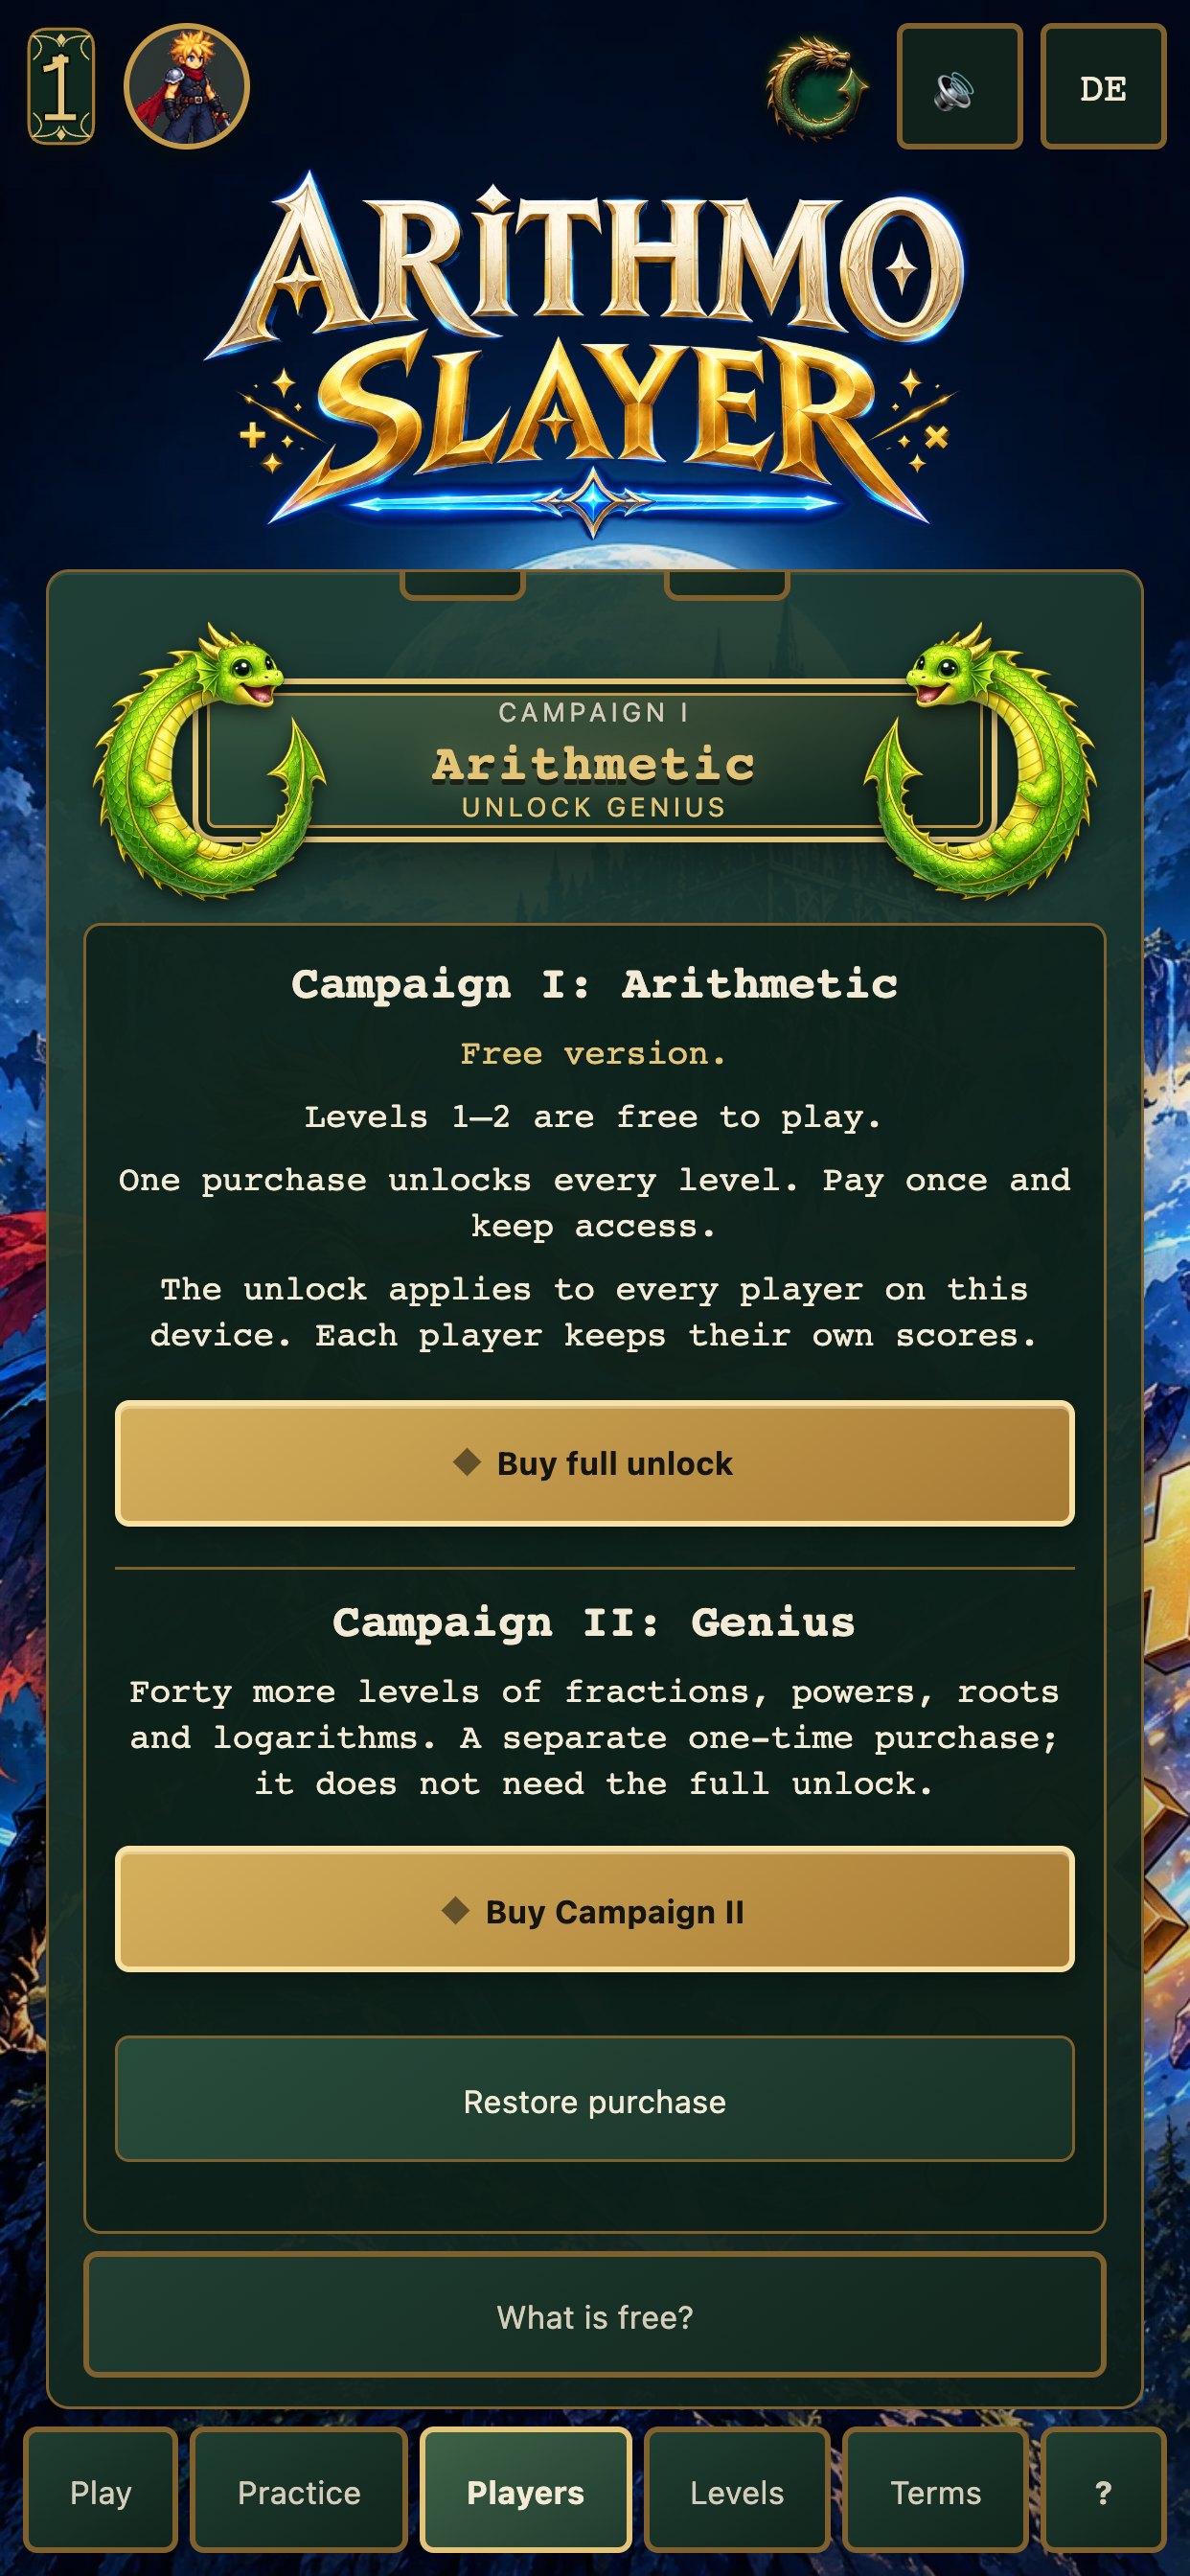 1
DE
ARiTHMO
SLAYER
CAMPAIGN I
Arithmetic
UNLOCK GENIUS
Campaign I: Arithmetic
Free version.
Levels 1–2 are free to play.
One purchase unlocks every level. Pay once and
keep access.
The unlock applies to every player on this
device. Each player keeps their own scores.
◆ Buy full unlock
Campaign II: Genius
Forty more levels of fractions, powers, roots
and logarithms. A separate one-time purchase;
it does not need the full unlock.
◆ Buy Campaign II
Restore purchase
What is free?
Play
Practice
Players
Levels
Terms
?